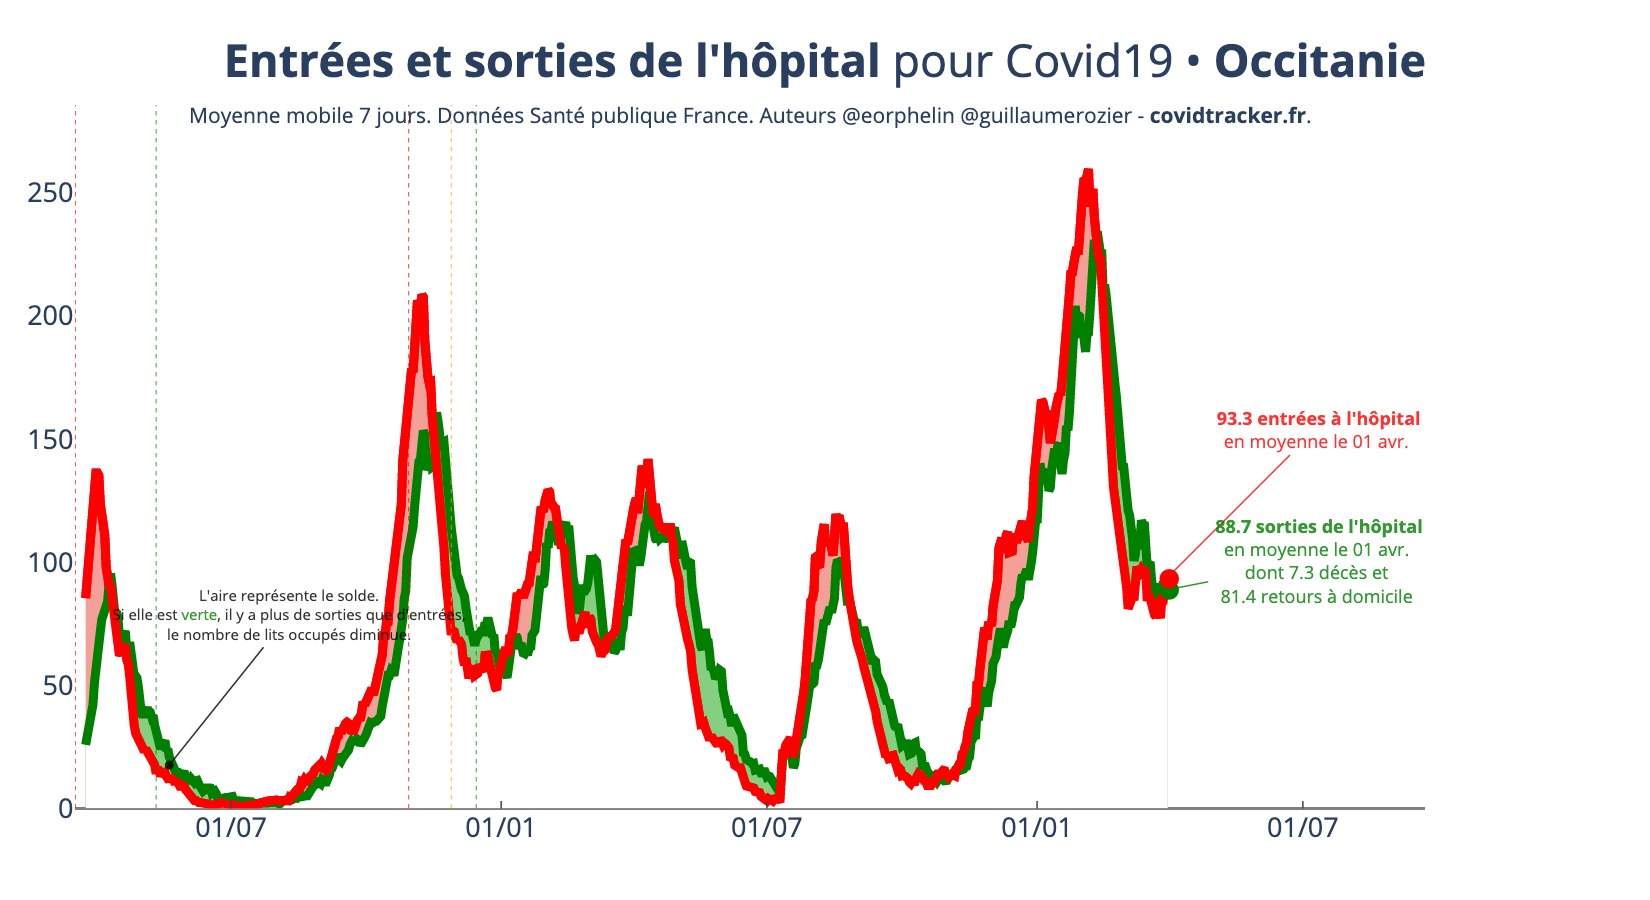 Entrées et sorties de l'hôpital pour Covid19 • Occitanie
Moyenne mobile 7 jours. Données Santé publique France. Auteurs @eorphelin @guillaumerozier - covidtracker.fr.
250
200
150
100
50
0
93.3 entrées à l'hôpital
en moyenne le 01 avr.
88.7 sorties de l'hôpital
en moyenne le 01 avr.
dont 7.3 décès et
81.4 retours à domicile
L'aire représente le solde.
Si elle est verte, il y a plus de sorties que d'entrées,
le nombre de lits occupés diminue.
01/07
01/01
01/07
01/01
01/07